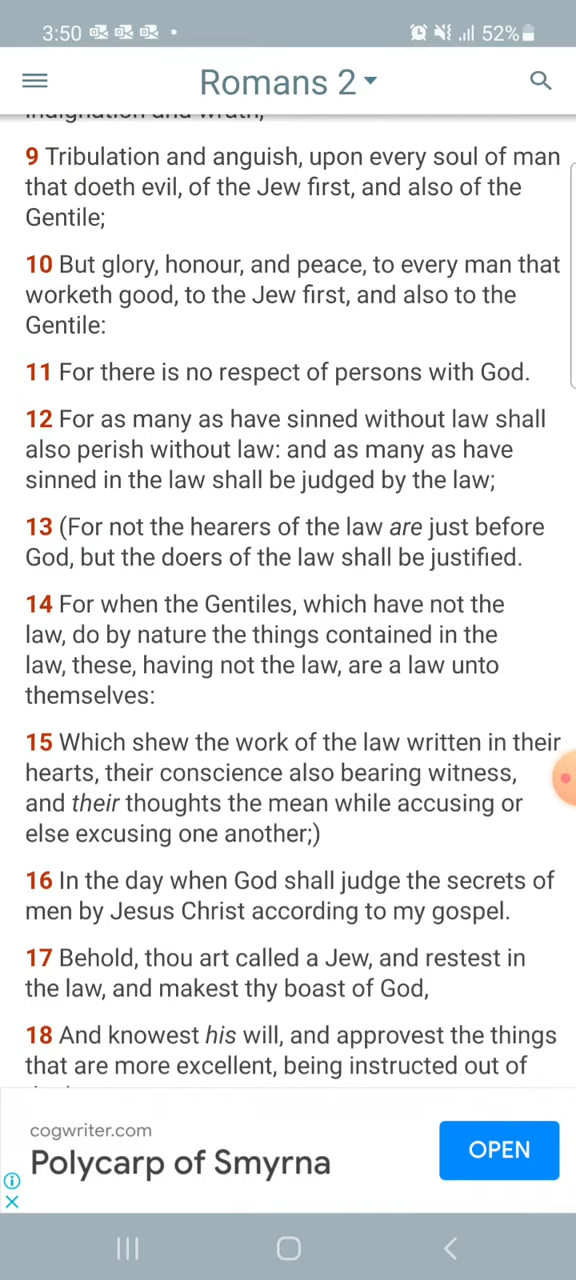 3:50
52%
Romans 2
indignation and wrath,
9 Tribulation and anguish, upon every soul of man
that doeth evil, of the Jew first, and also of the
Gentile;
10 But glory, honour, and peace, to every man that
worketh good, to the Jew first, and also to the
Gentile:
11 For there is no respect of persons with God.
12 For as many as have sinned without law shall
also perish without law: and as many as have
sinned in the law shall be judged by the law;
13 (For not the hearers of the law are just before
God, but the doers of the law shall be justified.
14 For when the Gentiles, which have not the
law, do by nature the things contained in the
law, these, having not the law, are a law unto
themselves:
15 Which shew the work of the law written in their
hearts, their conscience also bearing witness,
and their thoughts the mean while accusing or
else excusing one another;)
16 In the day when God shall judge the secrets of
men by Jesus Christ according to my gospel.
17 Behold, thou art called a Jew, and restest in
the law, and makest thy boast of God,
18 And knowest his will, and approvest the things
that are more excellent, being instructed out of
cogwriter.com
Polycarp of Smyrna
OPEN